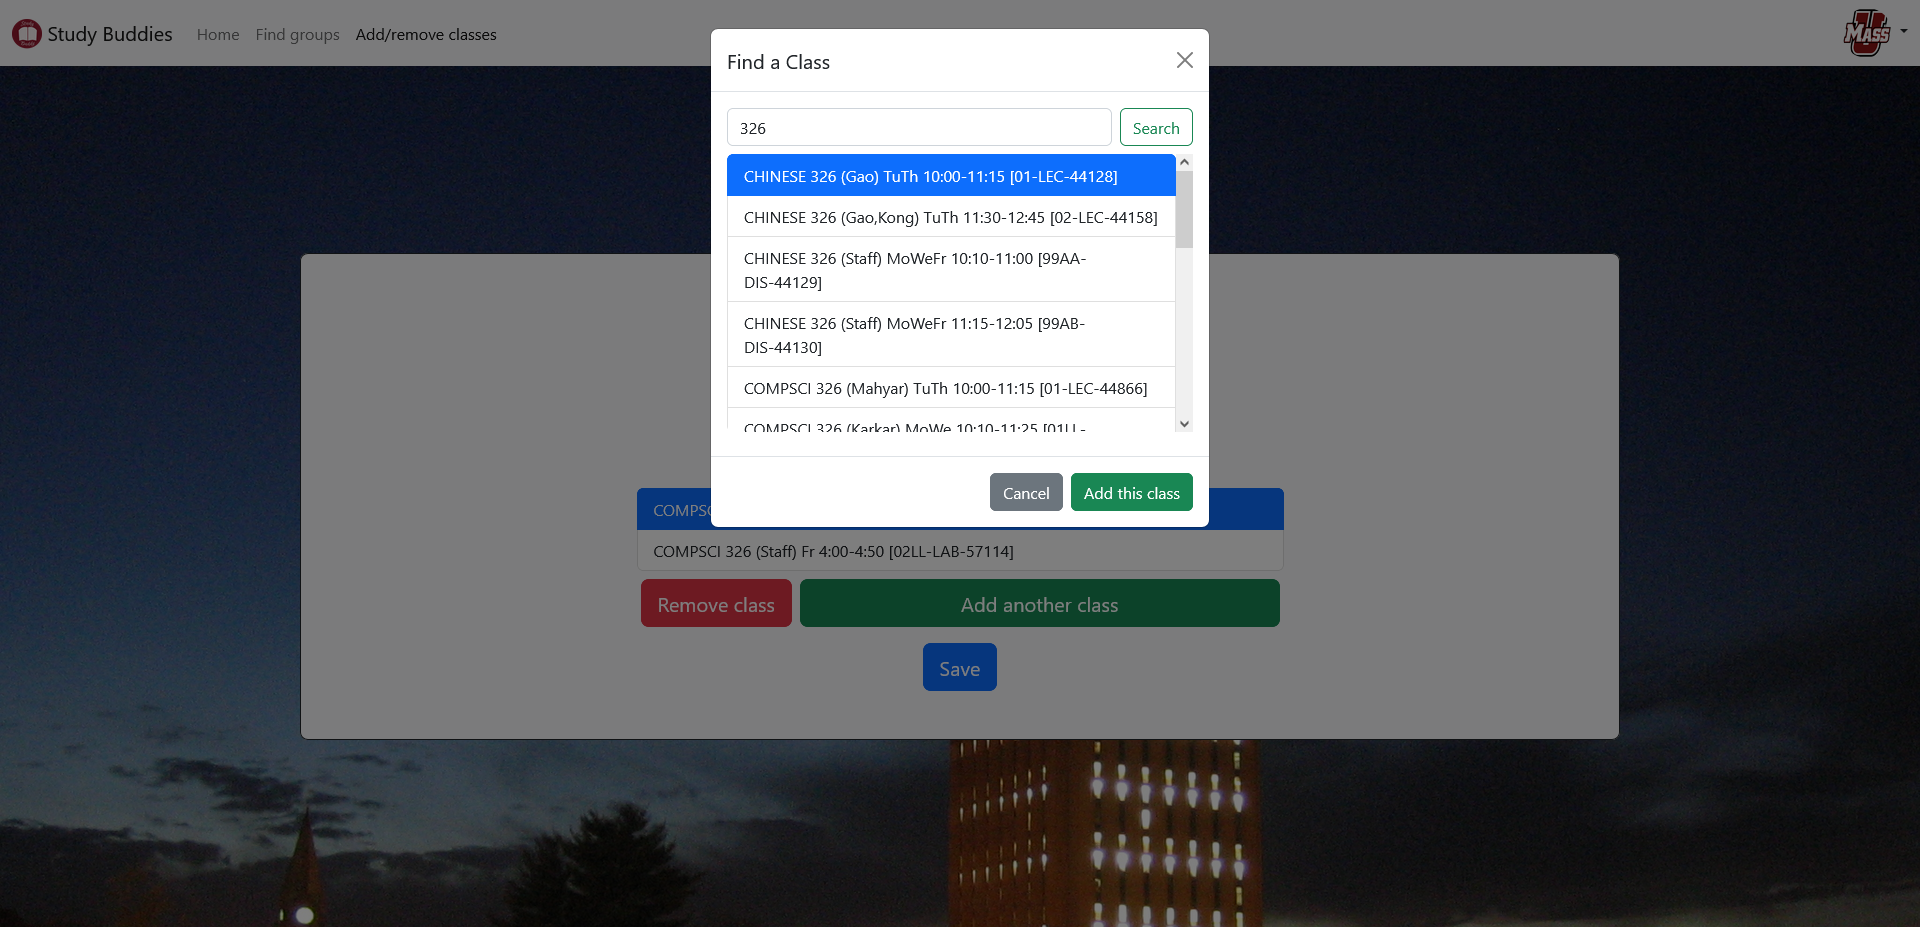 Study Buddies Home Find groups Add/remove classes
MASS
Find a Class
326
Search
CHINESE 326 (Gao) TuTh 10:00-11:15 [01-LEC-44128]
CHINESE 326 (Gao,Kong) TuTh 11:30-12:45 [02-LEC-44158]
CHINESE 326 (Staff) MoWeFr 10:10-11:00 [99AA-
DIS-44129]
CHINESE 326 (Staff) MoWeFr 11:15-12:05 [99AB-
DIS-44130]
COMPSCI 326 (Mahyar) TuTh 10:00-11:15 [01-LEC-44866]
COMPSCI 326 (Karkar) MoWe 10:10-11:25 [01LL-
Cancel
Add this class
COMPSC
COMPSCI 326 (Staff) Fr 4:00-4:50 [02LL-LAB-57114]
Remove class
Add another class
Save